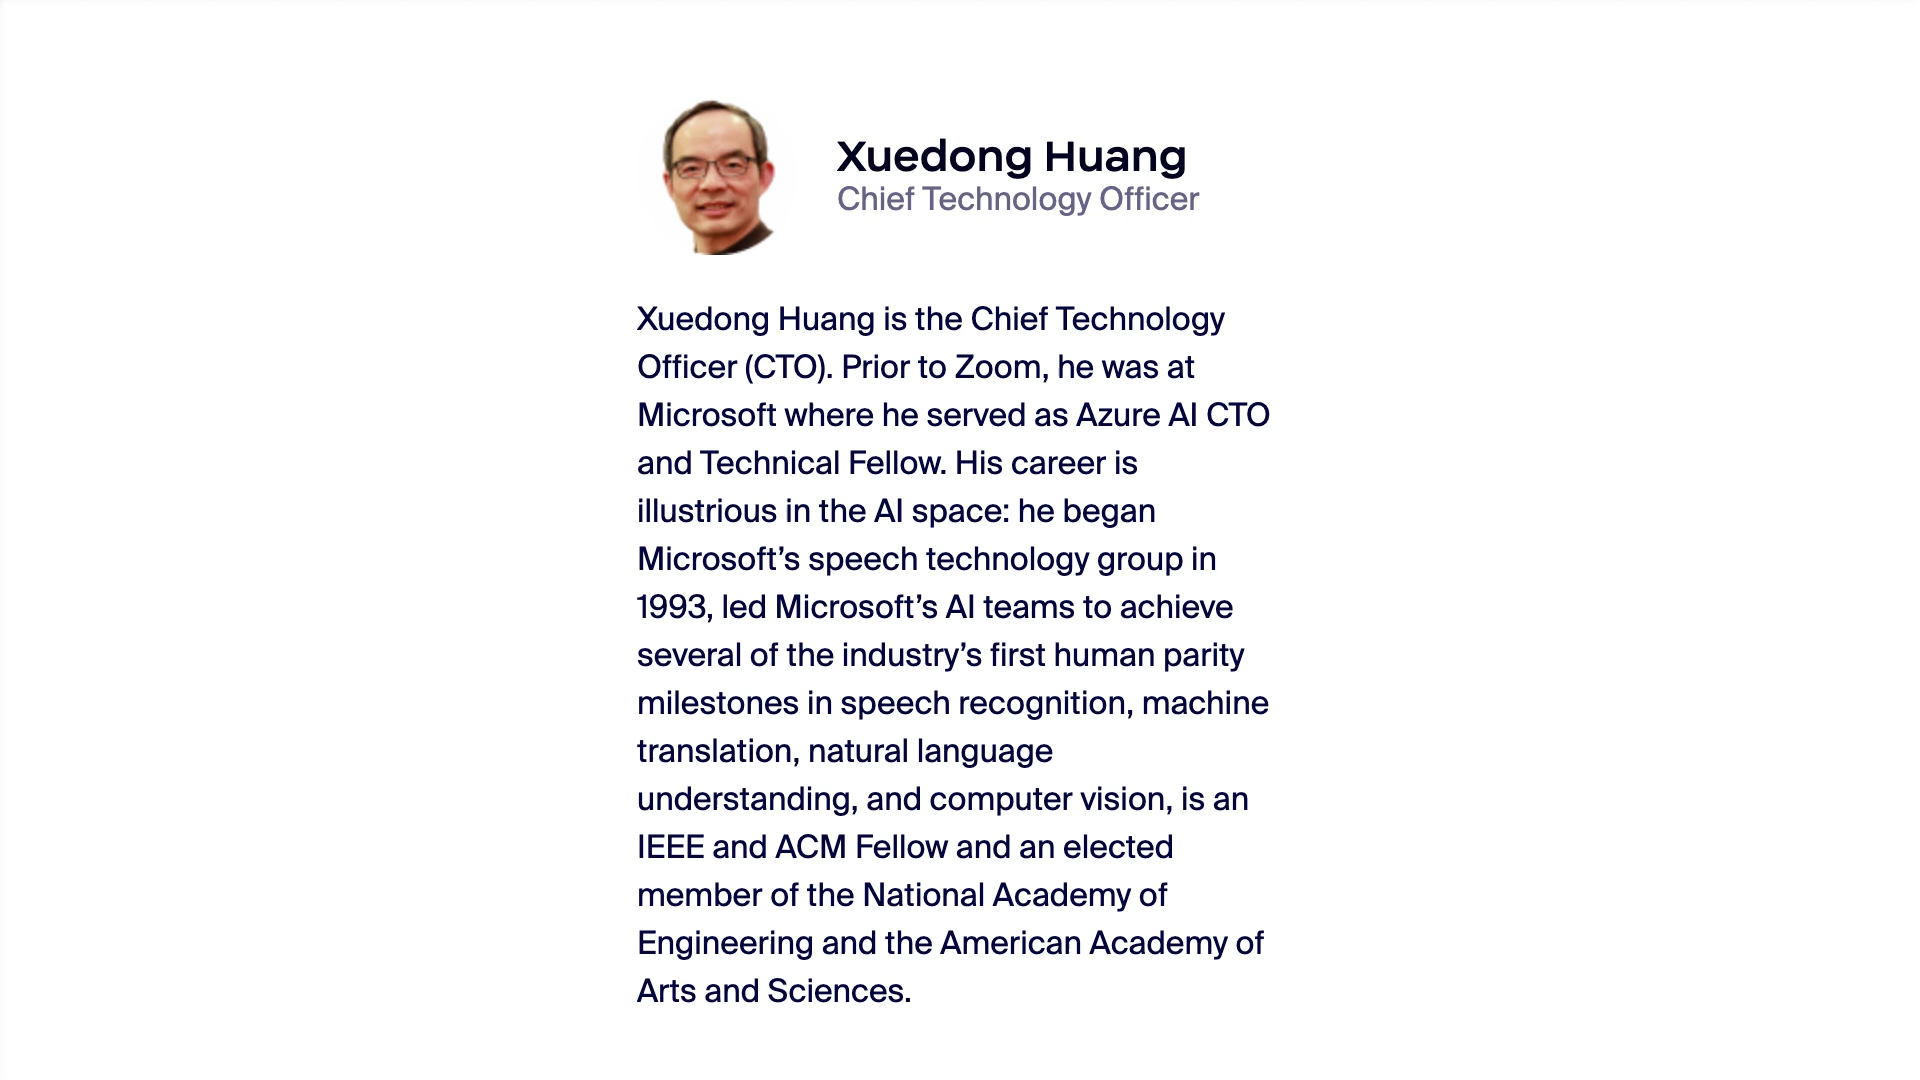 Xuedong Huang
Chief Technology Officer
Xuedong Huang is the Chief Technology
Officer (CTO). Prior to Zoom, he was at
Microsoft where he served as Azure AI CTO
and Technical Fellow. His career is
illustrious in the AI space: he began
Microsoft’s speech technology group in
1993, led Microsoft’s AI teams to achieve
several of the industry’s first human parity
milestones in speech recognition, machine
translation, natural language
understanding, and computer vision, is an
IEEE and ACM Fellow and an elected
member of the National Academy of
Engineering and the American Academy of
Arts and Sciences.